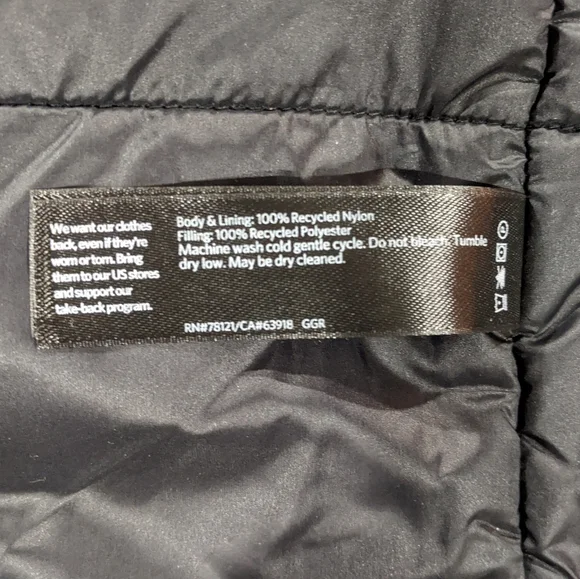 We want our clothes
back, even if they're
worn or torn. Bring
them to our US stores
and support our
take-back program.
Body & Lining: 100% Recycled Nylon
Filling: 100% Recycled Polyester
Machine wash cold gentle cycle. Do not bleach. Tumble
dry low. May be dry cleaned.
RN#78121/CA#63918 GGR